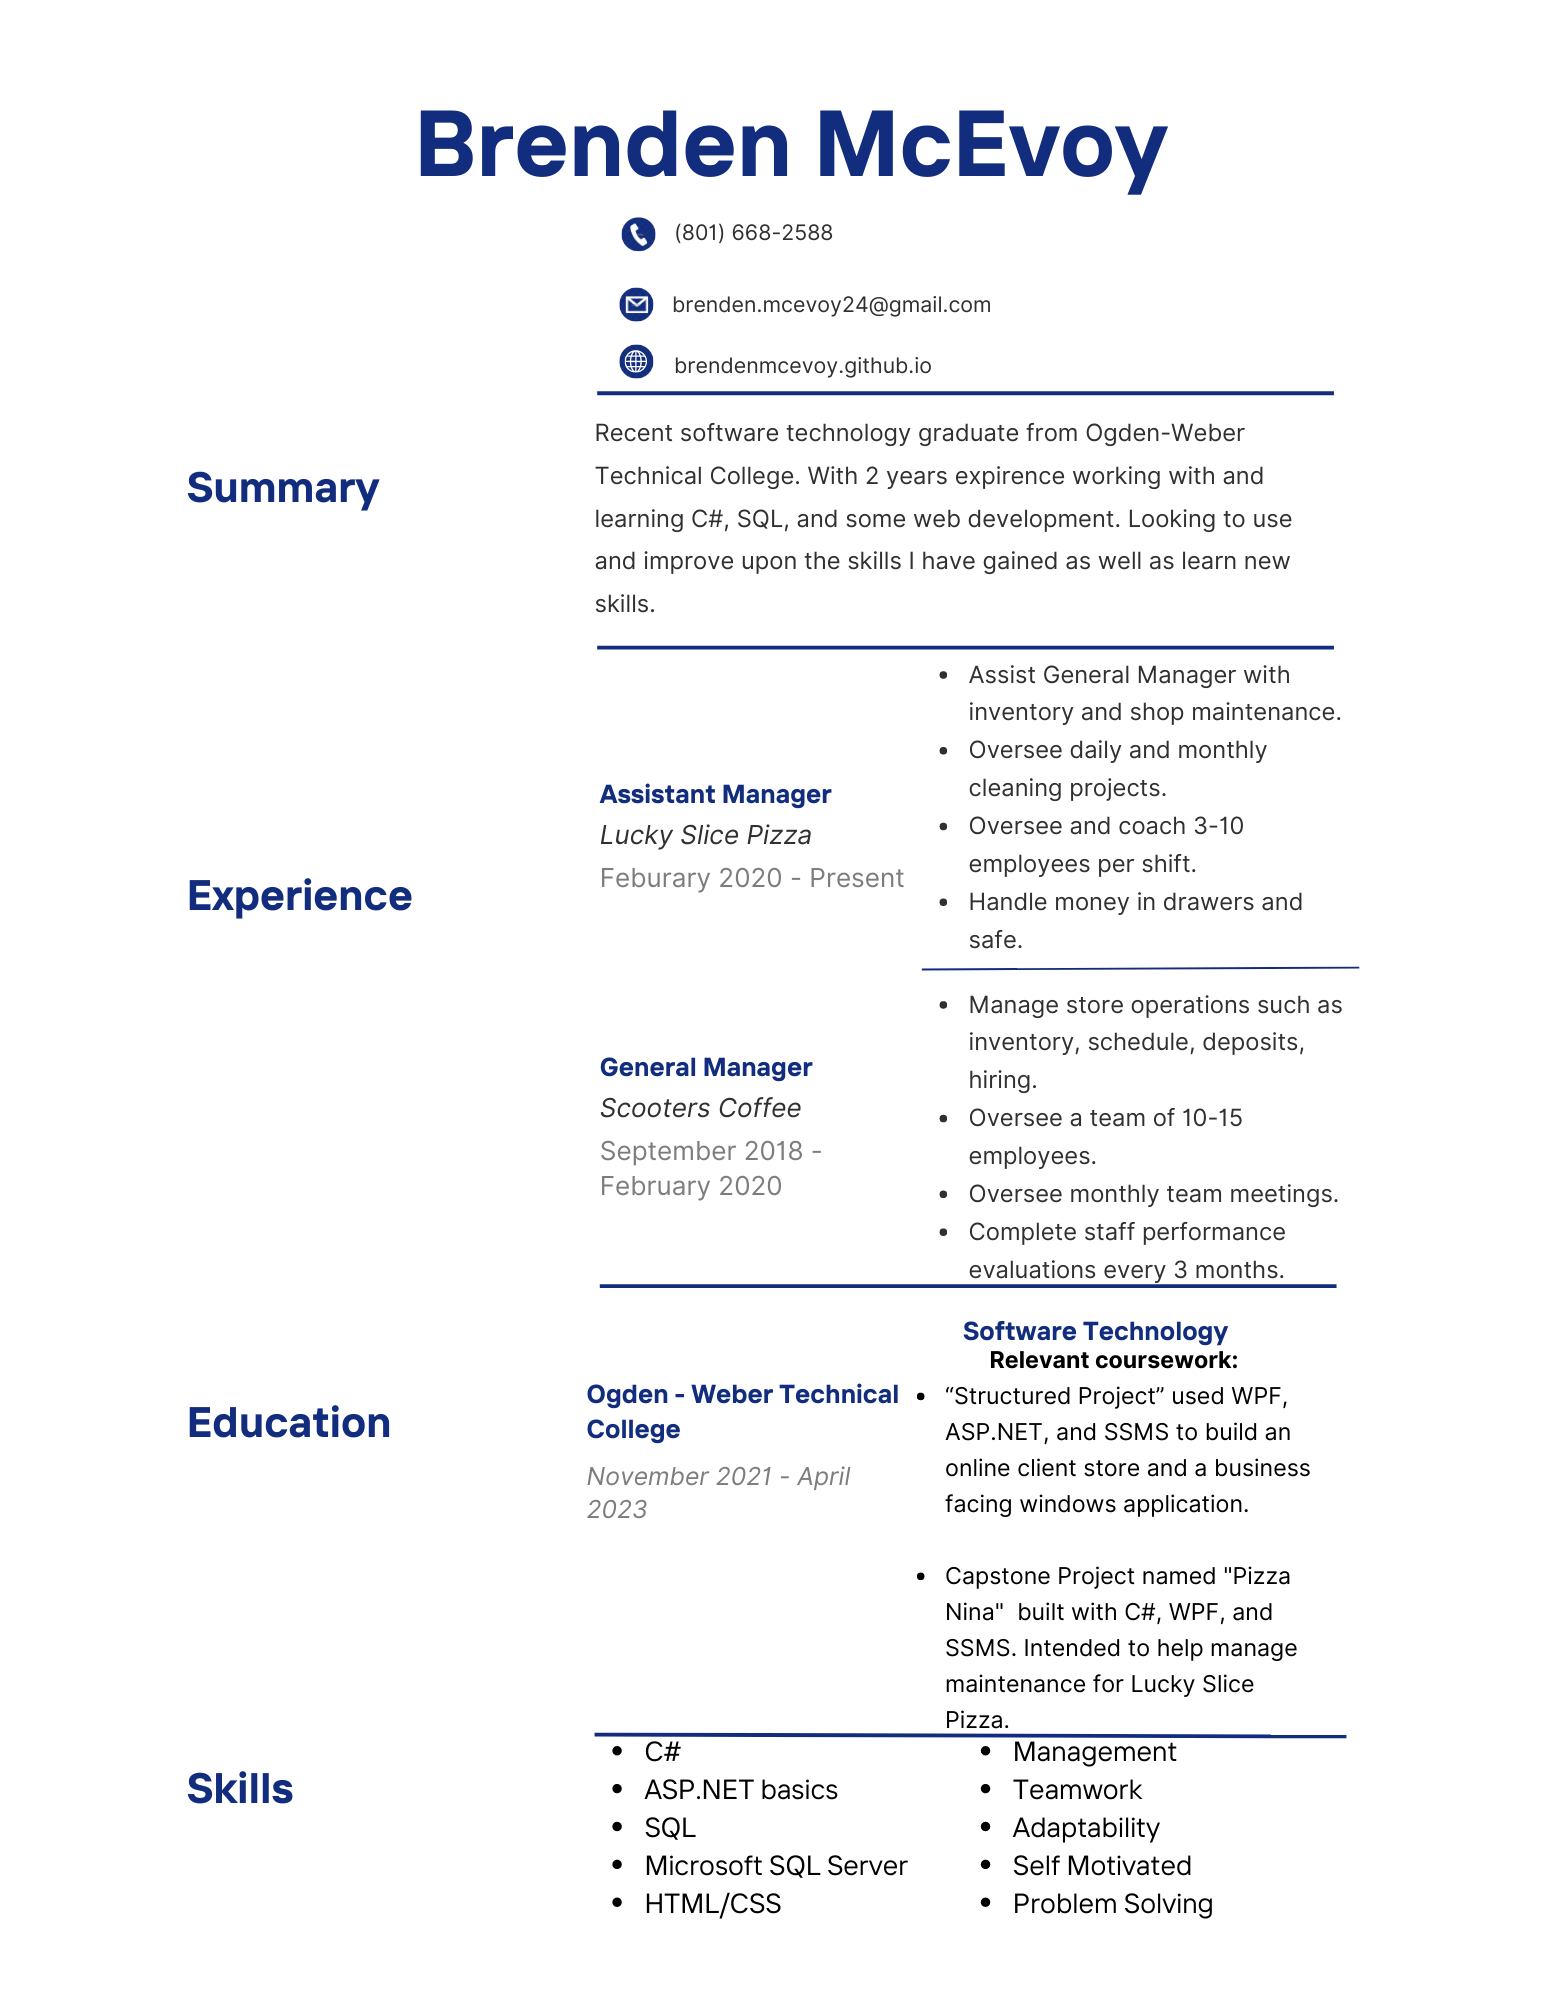 Brenden McEvoy
(801) 668-2588
brenden.mcevoy24@gmail.com
brendenmcevoy.github.io
Summary
Recent software technology graduate from Ogden-Weber
Technical College. With 2 years expirence working with and
learning C#, SQL, and some web development. Looking to use
and improve upon the skills I have gained as well as learn new
skills.
Experience
Assistant Manager
Lucky Slice Pizza
Feburary 2020 - Present
• Assist General Manager with
inventory and shop maintenance.
• Oversee daily and monthly
cleaning projects.
• Oversee and coach 3-10
employees per shift.
• Handle money in drawers and
safe.
General Manager
Scooters Coffee
September 2018 -
February 2020
• Manage store operations such as
inventory, schedule, deposits,
hiring.
• Oversee a team of 10-15
employees.
• Oversee monthly team meetings.
• Complete staff performance
evaluations every 3 months.
Education
Ogden - Weber Technical
College
November 2021 - April
2023
Software Technology
Relevant coursework:
• “Structured Project” used WPF,
ASP.NET, and SSMS to build an
online client store and a business
facing windows application.
• Capstone Project named "Pizza
Nina"  built with C#, WPF, and
SSMS. Intended to help manage
maintenance for Lucky Slice
Pizza.
Skills
• C#
• ASP.NET basics
• SQL
• Microsoft SQL Server
• HTML/CSS
• Management
• Teamwork
• Adaptability
• Self Motivated
• Problem Solving